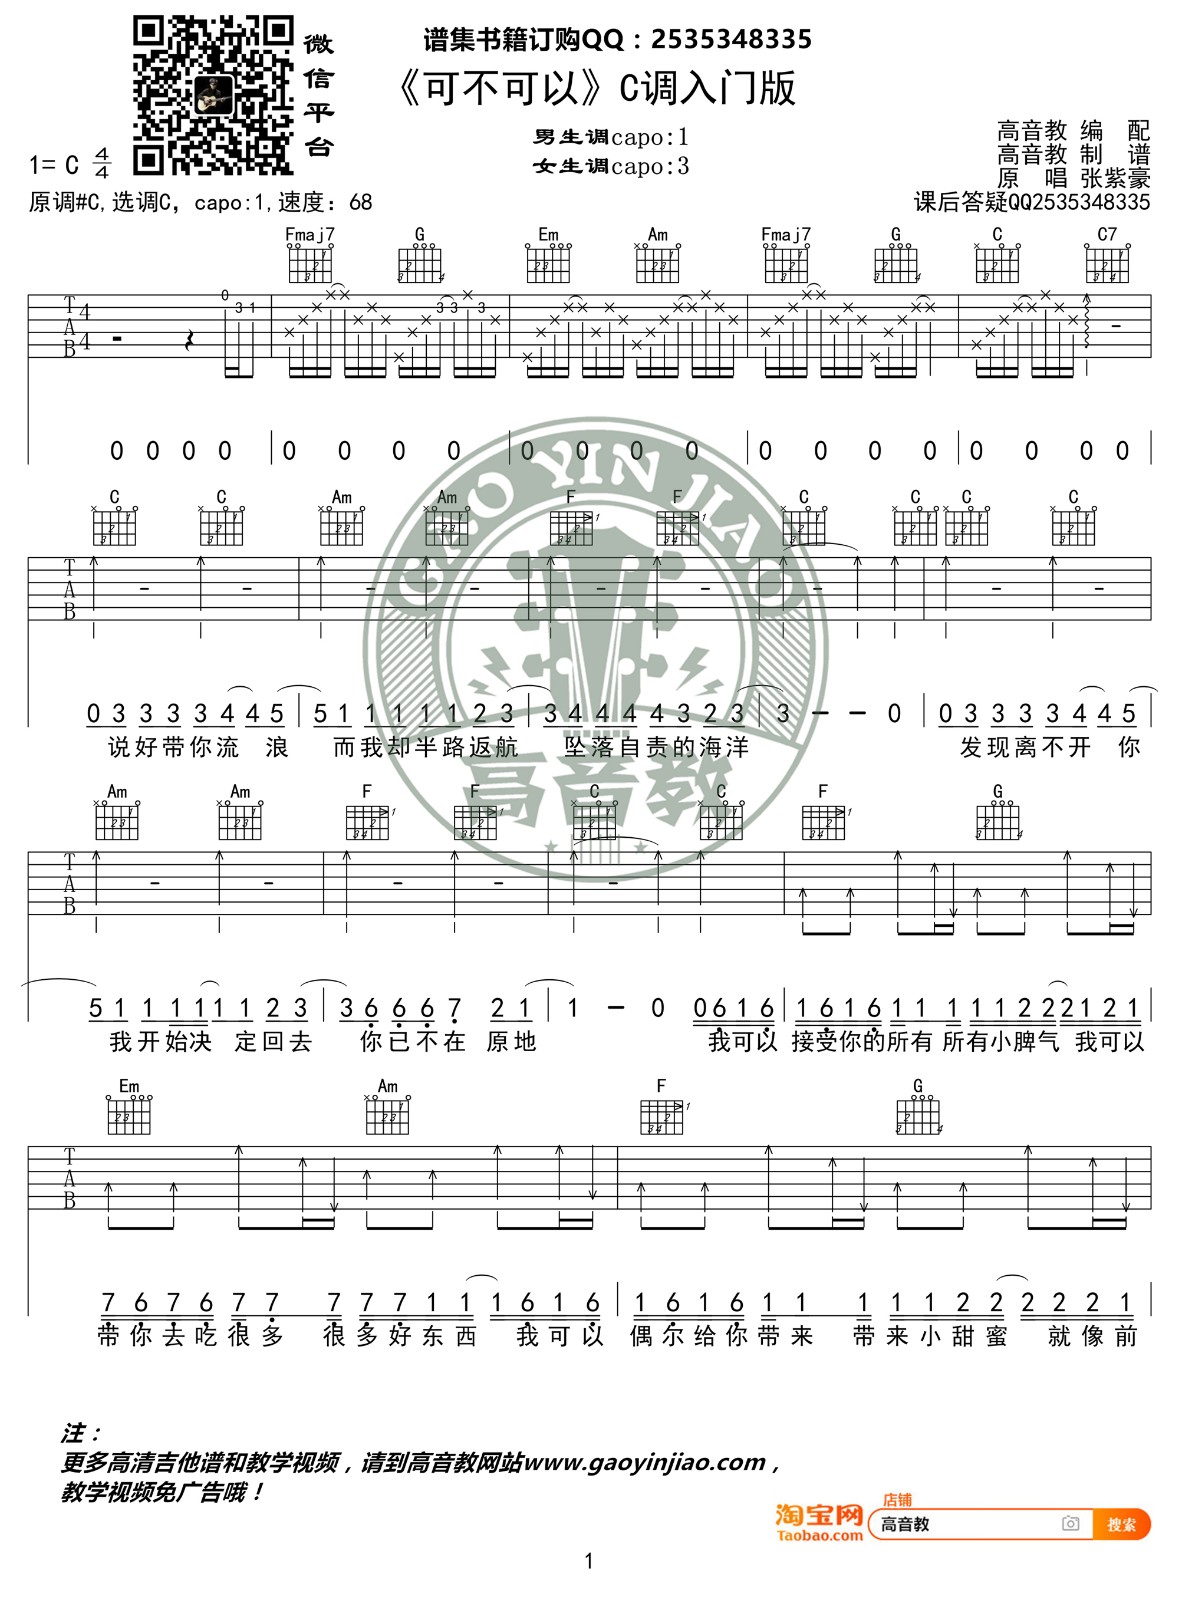 谱集书籍订购QQ：2535348335
微信平台
《可不可以》C调入门版
男生调capo:1
女生调capo:3
高音教 编 配
高音教 制 谱
原 唱 张紫豪
课后答疑QQ2535348335
1= C 4/4
原调#C,选调C，capo:1,速度：68
Fmaj7 G Em Am Fmaj7 G C C7
T A B 4/4
0 3 1 3 3 3
0 0 0 0 0 0 0 0 0 0 0 0 0 0 0 0 0 0 0 0
C C Am Am F F C C C C
GAO YIN JIAO
T A B
0 3 3 3 3 4 4 5 5 1 1 1 1 1 2 3 3 4 4 4 4 3 2 3 3 - - 0 0 3 3 3 3 4 4 5
说好带你流 浪 而我却半路返航 坠落自责的海洋 发现离不开 你
高音教
Am Am F F C C F G
T A B
5 1 1 1 1 1 1 1 2 3 3 6 6 6 7 2 1 1 - 0 0 6 1 6 1 6 1 6 1 1 1 1 1 2 2 2 1 2 1
我开始决 定回去 你已不在 原地 我可以 接受你的所有 所有小脾气 我可以
Em Am F G
T A B
7 6 7 6 7 7 7 7 7 1 1 1 6 1 6 1 6 1 6 1 1 1 1 1 2 2 2 2 2 1
带你去吃很多 很多好东西 我可以 偶尔给你带来 带来小甜蜜 就像前
注：
更多高清吉他谱和教学视频，请到高音教网站www.gaoyinjiao.com，
教学视频免广告哦！
淘宝网
Taobao.com
店铺
高音教
搜索
1